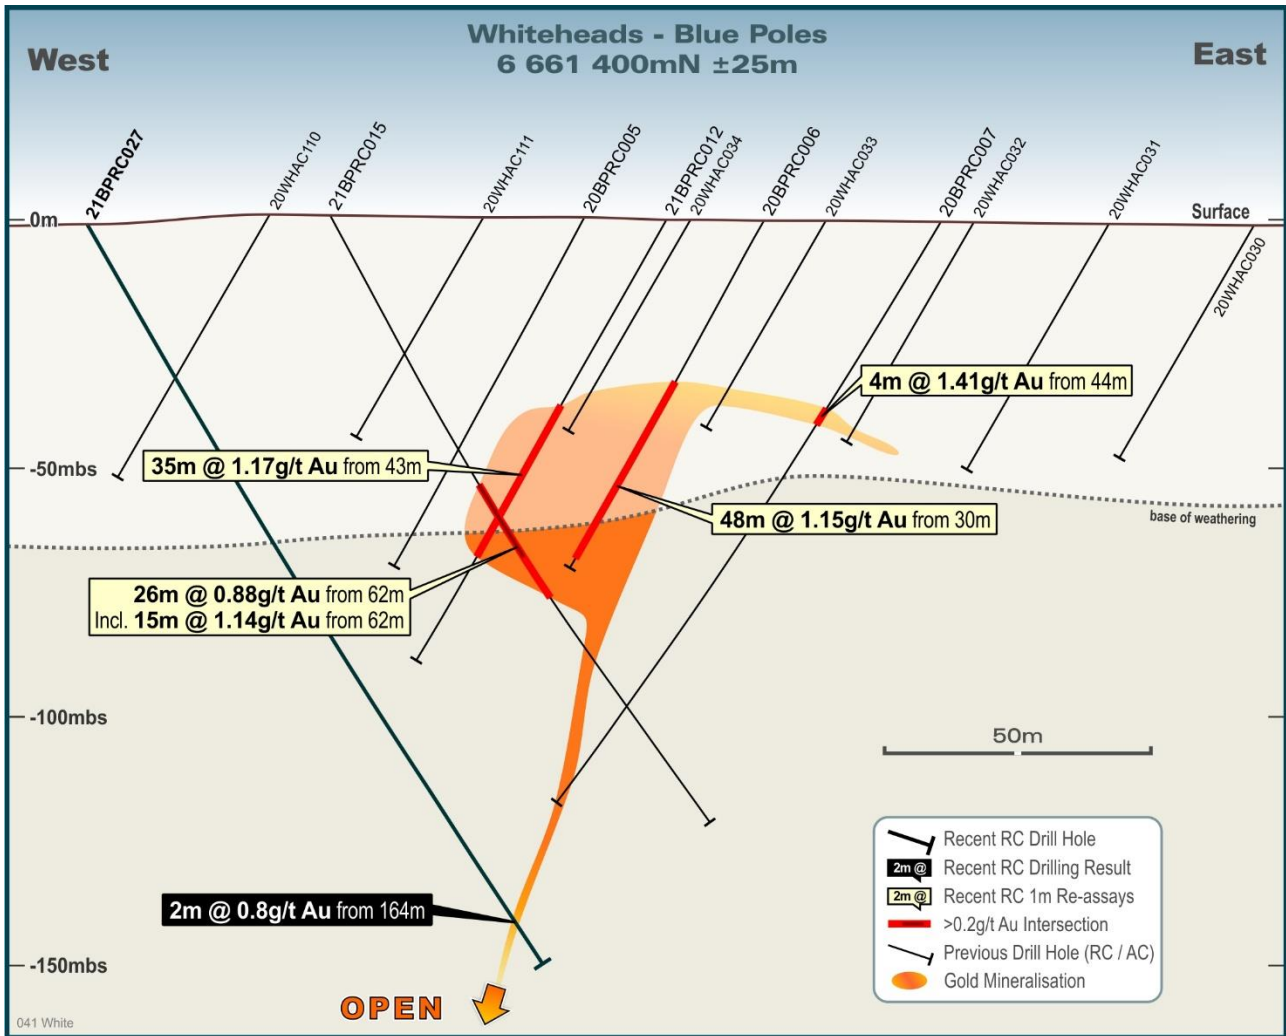 Whiteheads - Blue Poles
6 661 400mN ±25m
West
East
21BPRC027
20WHAC110
21BPRC015
20WHAC111
20BPRC005
21BPRC012
20WHAC034
20BPRC006
20WHAC033
20BPRC007
20WHAC032
20WHAC031
20WHAC030
0m
Surface
4m @ 1.41g/t Au from 44m
35m @ 1.17g/t Au from 43m
-50mbs
48m @ 1.15g/t Au from 30m
base of weathering
26m @ 0.88g/t Au from 62m
Incl. 15m @ 1.14g/t Au from 62m
-100mbs
50m
2m @ 0.8g/t Au from 164m
-150mbs
OPEN
Recent RC Drill Hole
2m @ Recent RC Drilling Result
2m @ Recent RC 1m Re-assays
>0.2g/t Au Intersection
Previous Drill Hole (RC / AC)
Gold Mineralisation
041 White